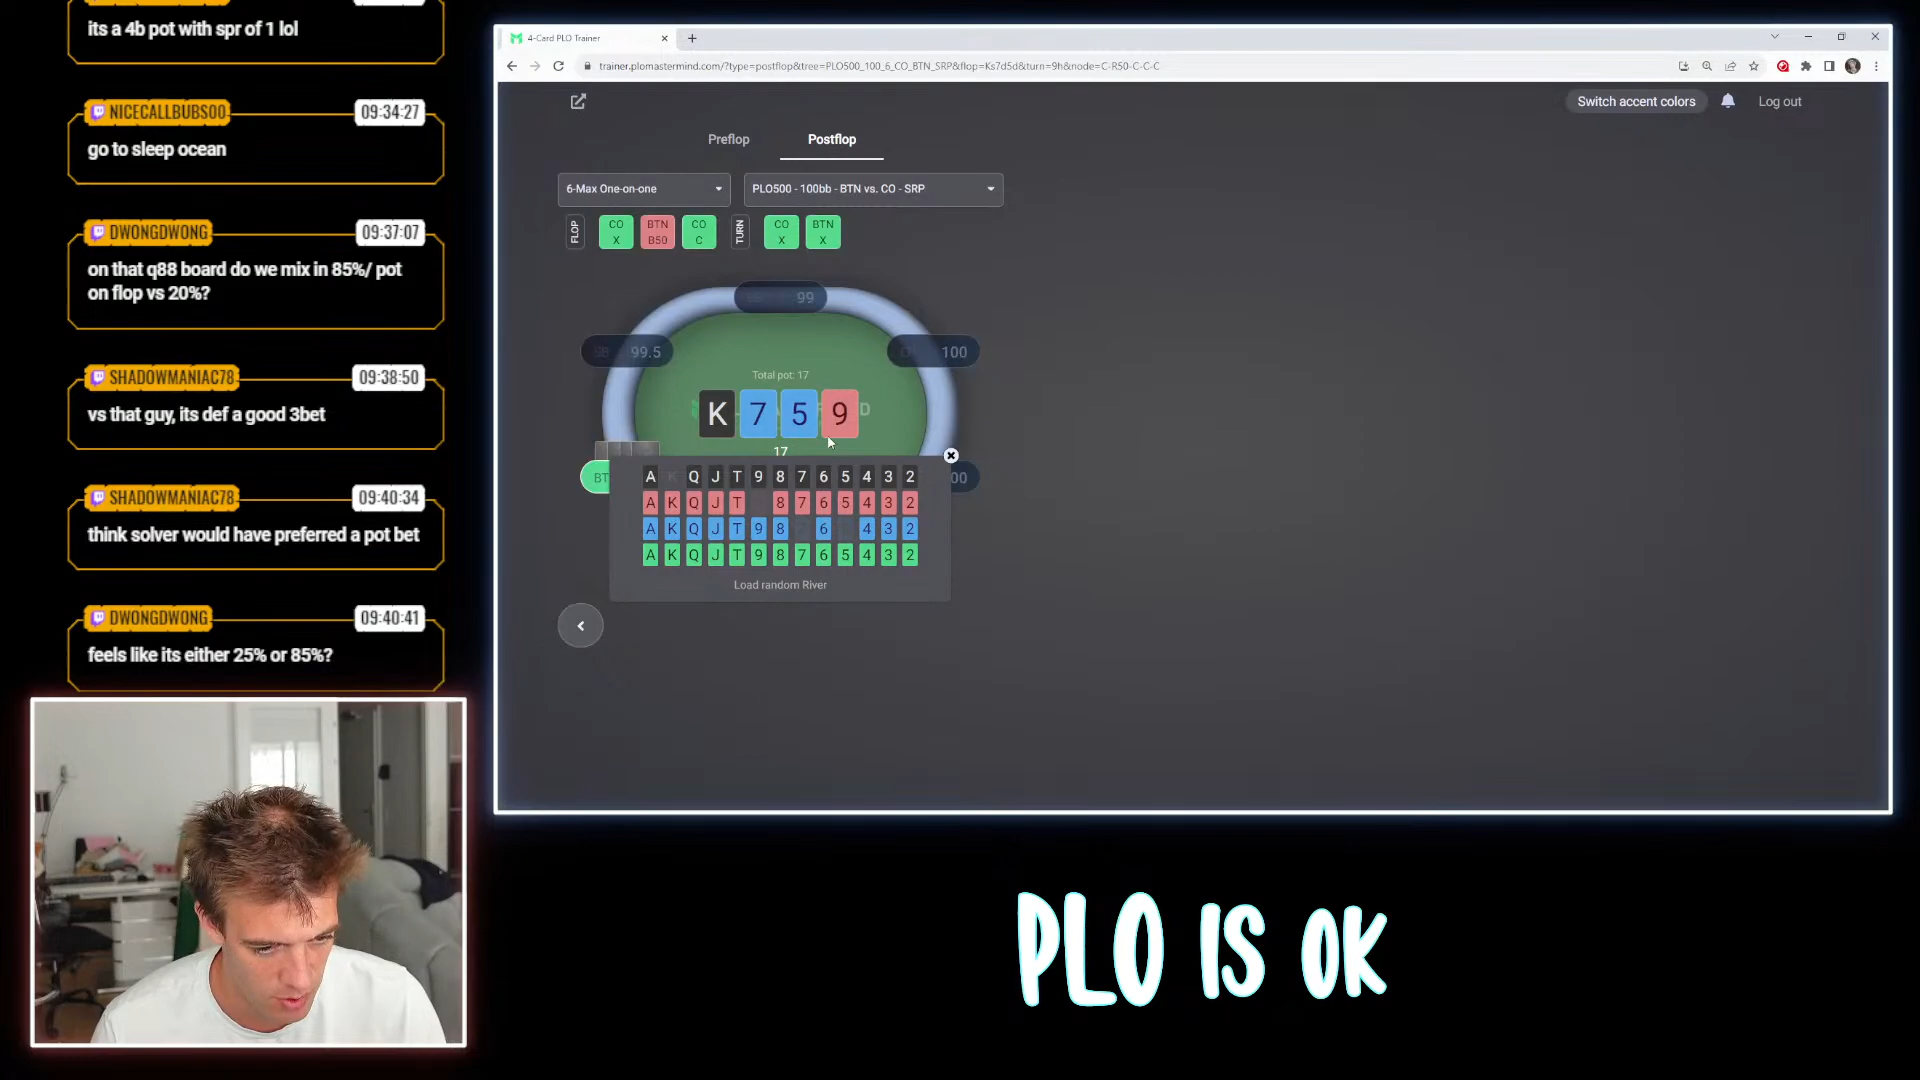 its a 4b pot with spr of 1 lol
NICECALLBUBS00
09:34:27
go to sleep ocean
DWONGDWONG
09:37:07
on that q88 board do we mix in 85%/ pot
on flop vs 20%?
SHADOWMANIAC78
09:38:50
vs that guy, its def a good 3bet
SHADOWMANIAC78
09:40:34
think solver would have preferred a pot bet
DWONGDWONG
09:40:41
feels like its either 25% or 85%?
4-Card PLO Trainer
trainer.plomastermind.com/?type=postflop&tree=PLO500_100_6_CO_BTN_SRP&flop=Ks7d5d&turn=9h&node=C-R50-C-C-C
Switch accent colors
Log out
Preflop
Postflop
6-Max One-on-one
PLO500 - 100bb - BTN vs. CO - SRP
FLOP
CO X
BTN B50
CO C
TURN
CO X
BTN X
99
SB 99.5
100
Total pot: 17
K 7 5 9
17
BT
00
A K Q J T 9 8 7 6 5 4 3 2
A K Q J T 8 7 6 5 4 3 2
A K Q J T 9 8 7 6 4 3 2
A K Q J T 9 8 7 6 5 4 3 2
Load random River
PLO IS OK